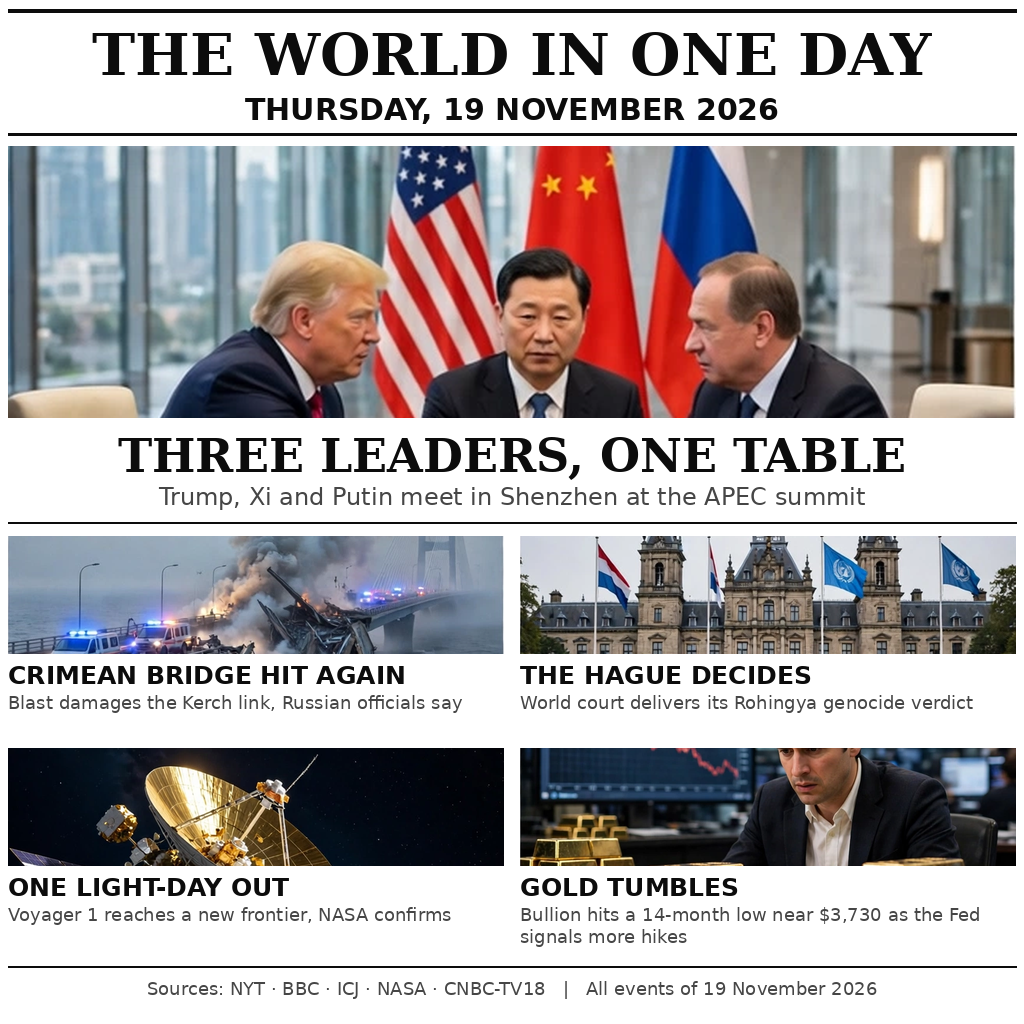 THE WORLD IN ONE DAY
THURSDAY, 19 NOVEMBER 2026
THREE LEADERS, ONE TABLE
Trump, Xi and Putin meet in Shenzhen at the APEC summit
CRIMEAN BRIDGE HIT AGAIN
Blast damages the Kerch link, Russian officials say
THE HAGUE DECIDES
World court delivers its Rohingya genocide verdict
ONE LIGHT-DAY OUT
Voyager 1 reaches a new frontier, NASA confirms
GOLD TUMBLES
Bullion hits a 14-month low near $3,730 as the Fed
signals more hikes
Sources: NYT · BBC · ICJ · NASA · CNBC-TV18 | All events of 19 November 2026